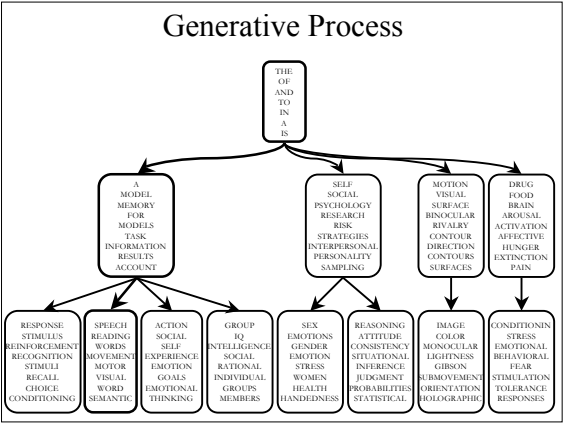 Generative Process
THE
OF
AND
TO
IN
A
IS
A
MODEL
MEMORY
FOR
MODELS
TASK
INFORMATION
RESULTS
ACCOUNT
SELF
SOCIAL
PSYCHOLOGY
RESEARCH
RISK
STRATEGIES
INTERPERSONAL
PERSONALITY
SAMPLING
MOTION
VISUAL
SURFACE
BINOCULAR
RIVALRY
CONTOUR
DIRECTION
CONTOURS
SURFACES
DRUG
FOOD
BRAIN
AROUSAL
ACTIVATION
AFFECTIVE
HUNGER
EXTINCTION
PAIN
RESPONSE
STIMULUS
REINFORCEMENT
RECOGNITION
STIMULI
RECALL
CHOICE
CONDITIONING
SPEECH
READING
WORDS
MOVEMENT
MOTOR
VISUAL
WORD
SEMANTIC
ACTION
SOCIAL
SELF
EXPERIENCE
EMOTION
GOALS
EMOTIONAL
THINKING
GROUP
IQ
INTELLIGENCE
SOCIAL
RATIONAL
INDIVIDUAL
GROUPS
MEMBERS
SEX
EMOTIONS
GENDER
EMOTION
STRESS
WOMEN
HEALTH
HANDEDNESS
REASONING
ATTITUDE
CONSISTENCY
SITUATIONAL
INFERENCE
JUDGMENT
PROBABILITIES
STATISTICAL
IMAGE
COLOR
MONOCULAR
LIGHTNESS
GIBSON
SUBMOVEMENT
ORIENTATION
HOLOGRAPHIC
CONDITIONIN
STRESS
EMOTIONAL
BEHAVIORAL
FEAR
STIMULATION
TOLERANCE
RESPONSES